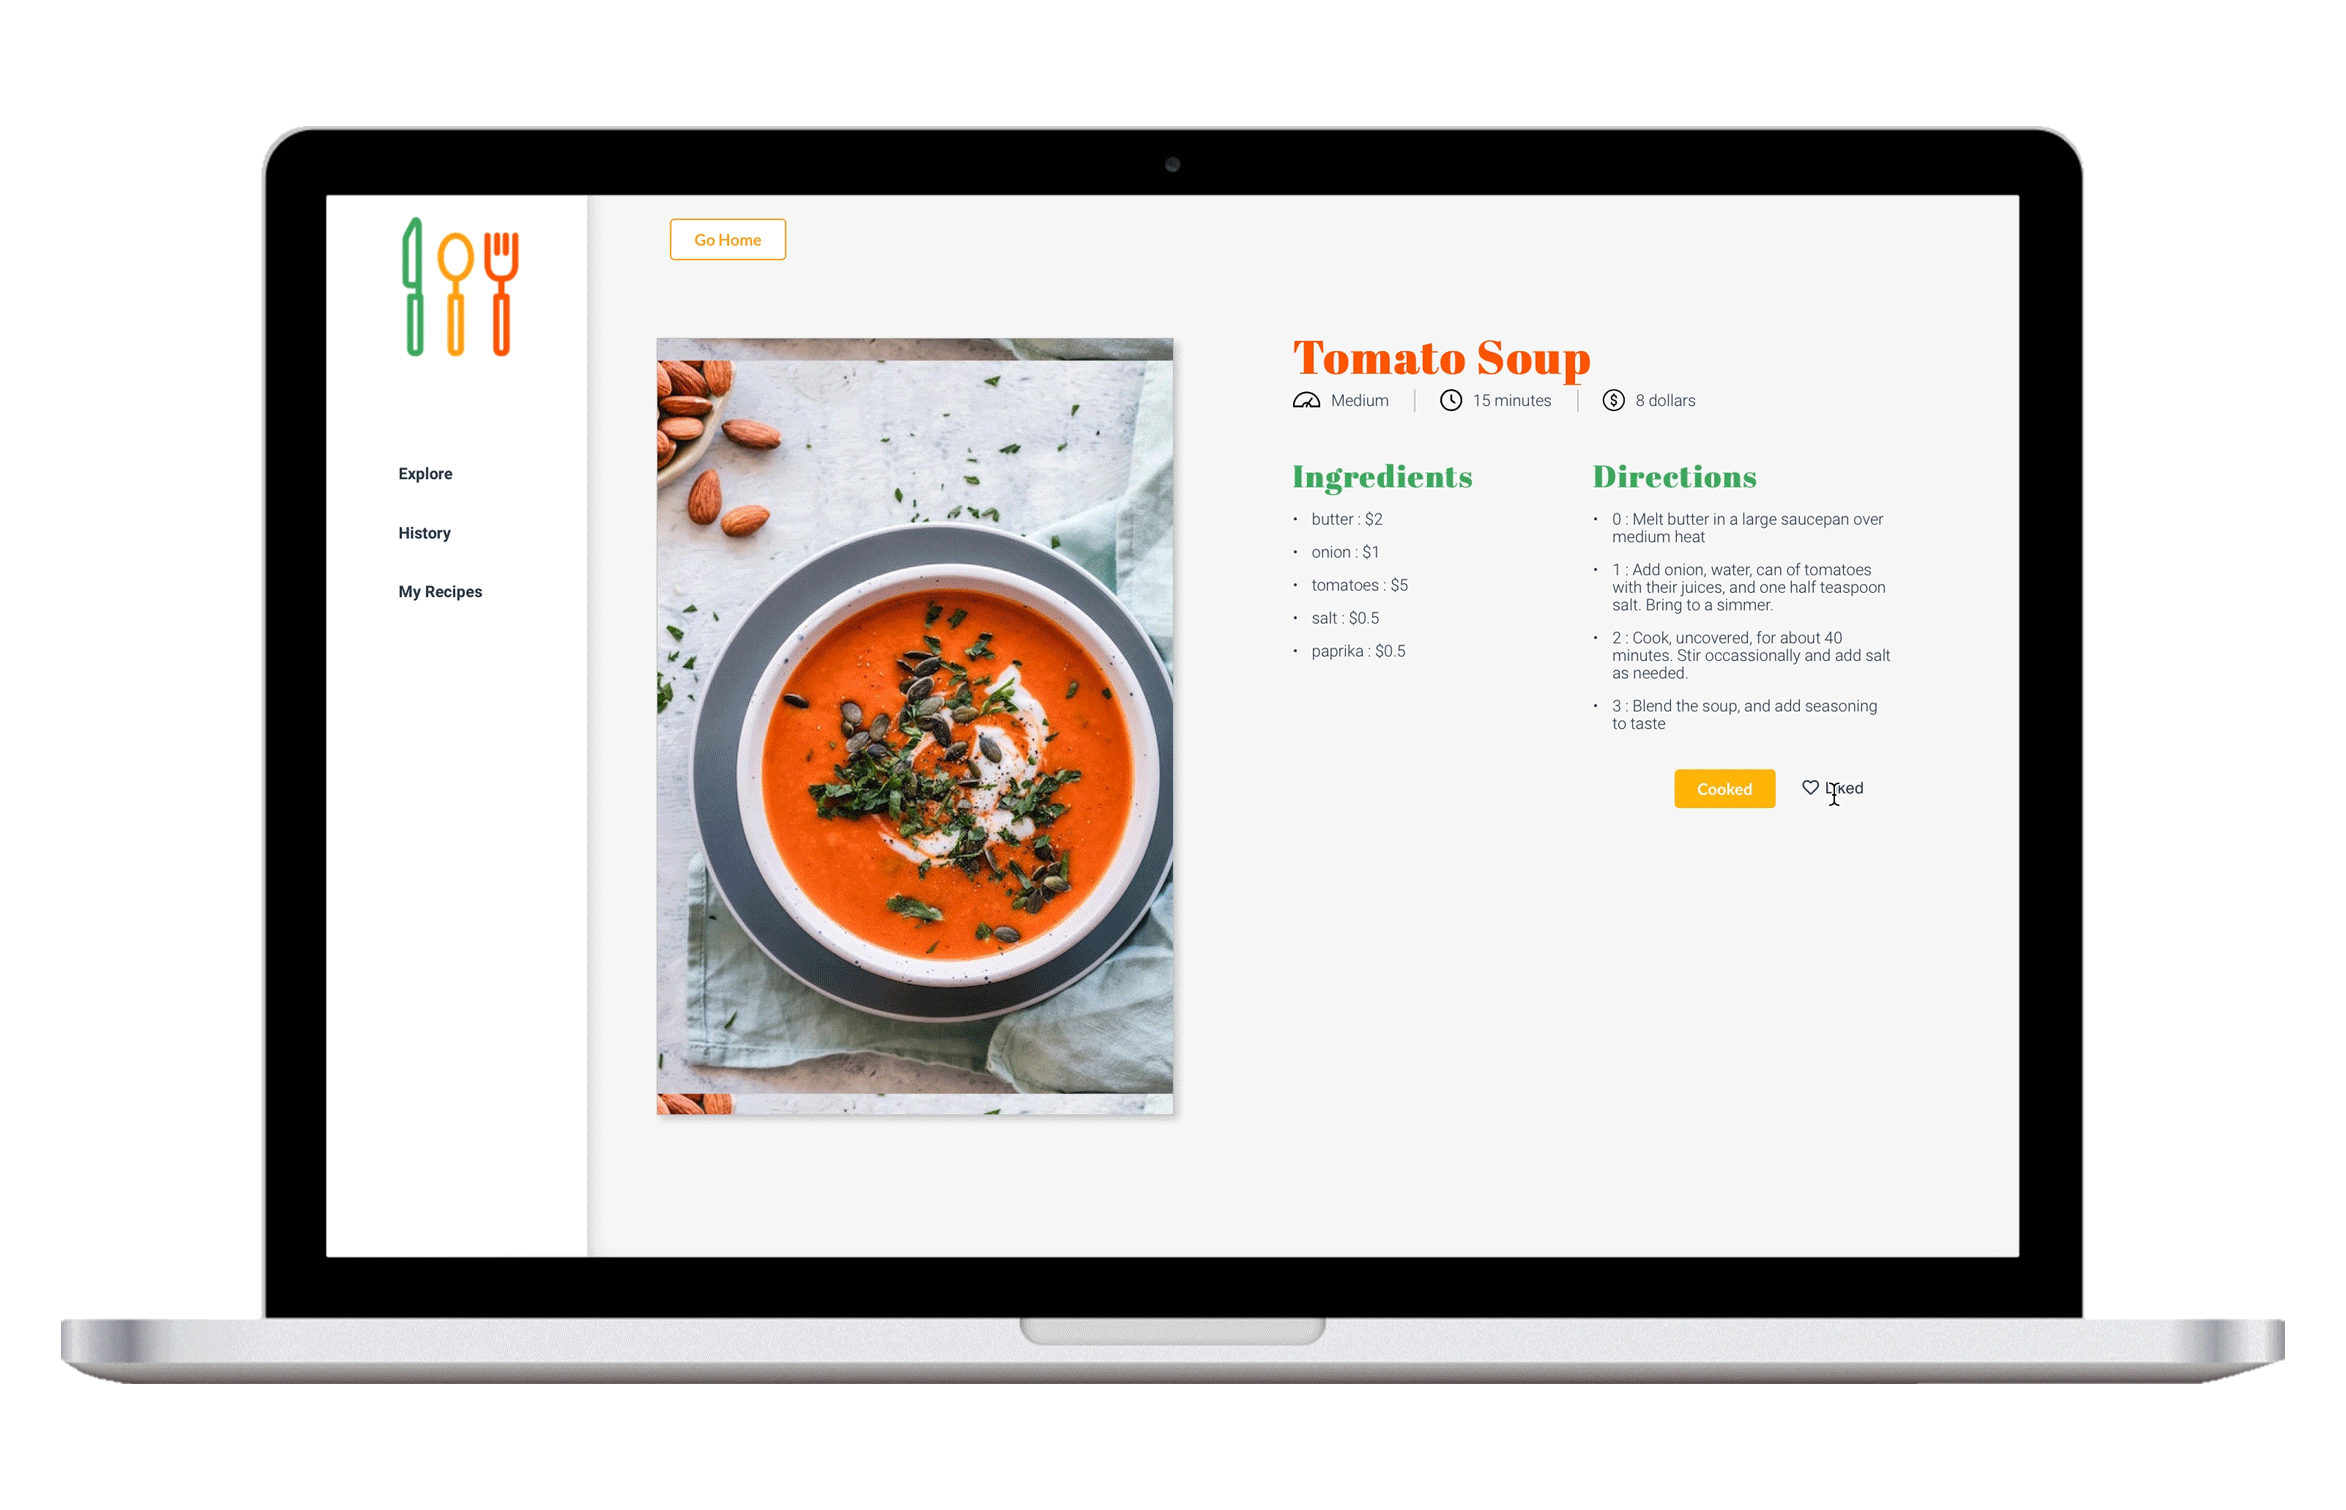 Go Home
Explore
History
My Recipes
Tomato Soup
Medium
15 minutes
8 dollars
Ingredients
• butter : $2
• onion : $1
• tomatoes : $5
• salt : $0.5
• paprika : $0.5
Directions
• 0 : Melt butter in a large saucepan over
medium heat
• 1 : Add onion, water, can of tomatoes
with their juices, and one half teaspoon
salt. Bring to a simmer.
• 2 : Cook, uncovered, for about 40
minutes. Stir occassionally and add salt
as needed.
• 3 : Blend the soup, and add seasoning
to taste
Cooked
Liked